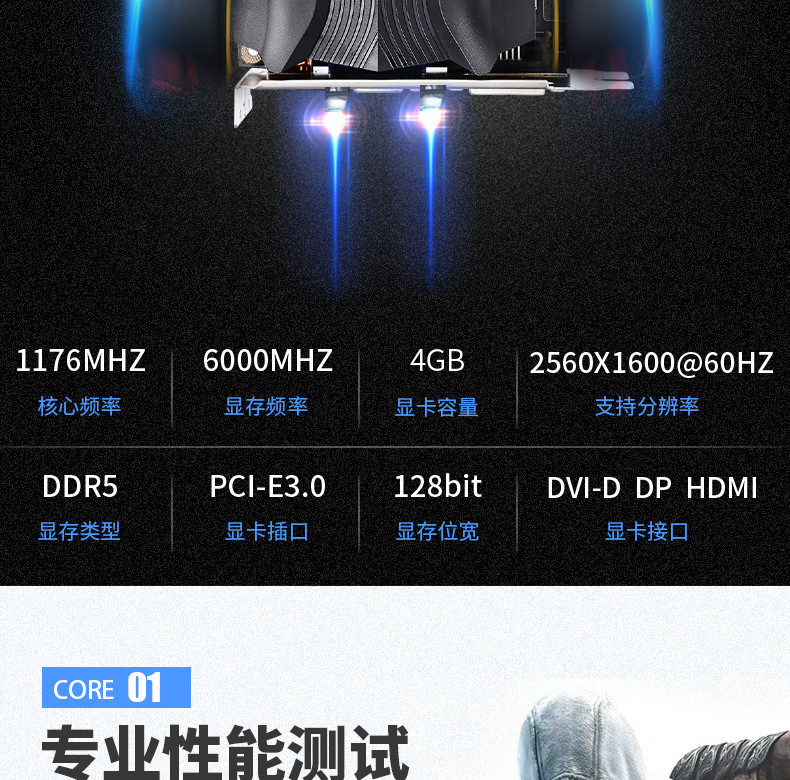 1176MHZ 6000MHZ 4GB 2560X1600@60HZ
核心频率 显存频率 显卡容量 支持分辨率
DDR5 PCI-E3.0 128bit DVI-D DP HDMI
显存类型 显卡插口 显存位宽 显卡接口
CORE 01
专业性能测试